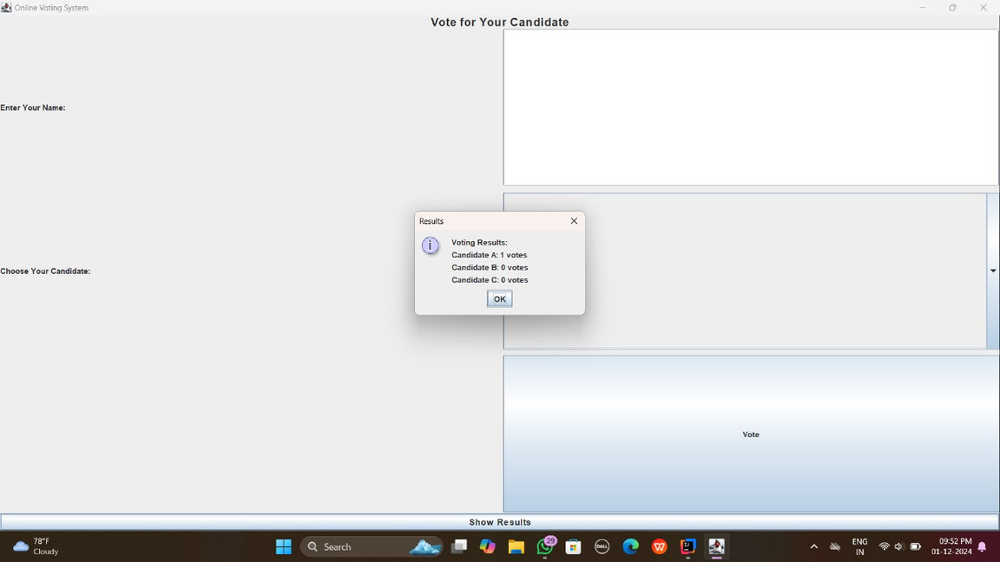 Online Voting System
Vote for Your Candidate
Enter Your Name:
Choose Your Candidate:
Results
Voting Results:
Candidate A: 1 votes
Candidate B: 0 votes
Candidate C: 0 votes
OK
Vote
Show Results
78°F
Cloudy
Search
29
DELL
W
IJ
ENG
IN
09:52 PM
01-12-2024